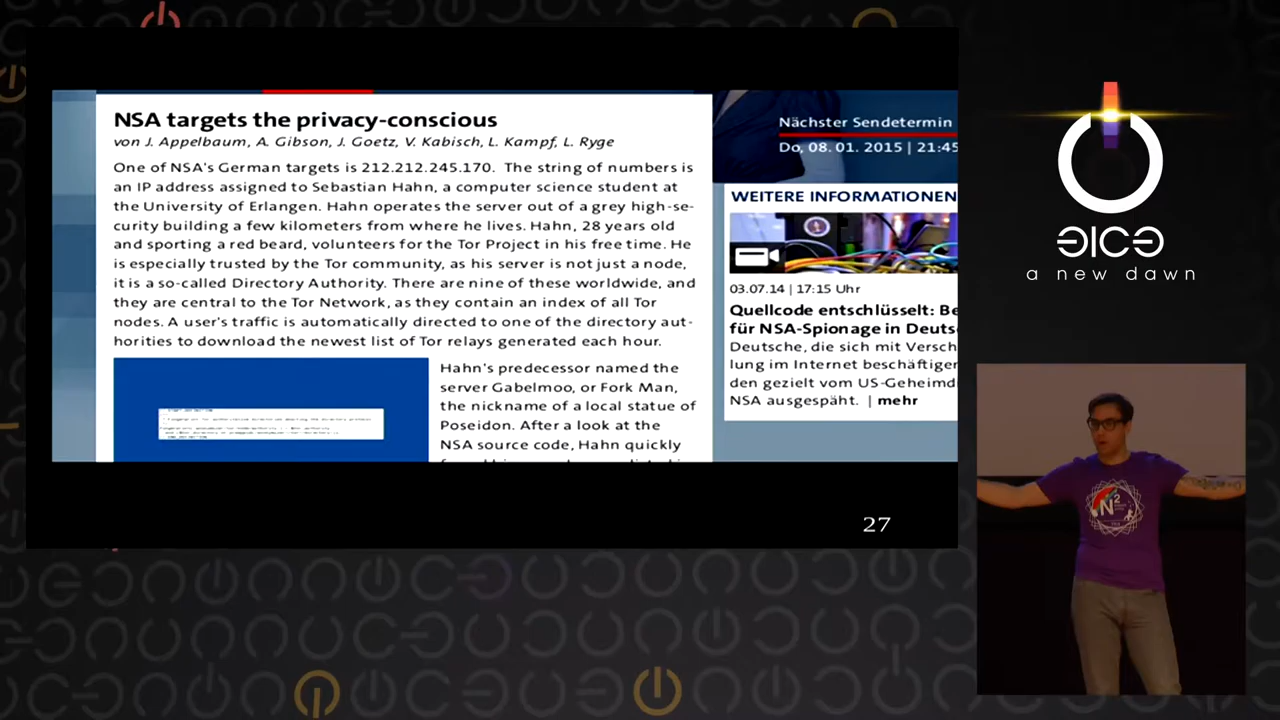 NSA targets the privacy-conscious
von J. Appelbaum, A. Gibson, J. Goetz, V. Kabisch, L. Kampf, L. Ryge
One of NSA's German targets is 212.212.245.170. The string of numbers is
an IP address assigned to Sebastian Hahn, a computer science student at
the University of Erlangen. Hahn operates the server out of a grey high-se-
curity building a few kilometers from where he lives. Hahn, 28 years old
and sporting a red beard, volunteers for the Tor Project in his free time. He
is especially trusted by the Tor community, as his server is not just a node,
it is a so-called Directory Authority. There are nine of these worldwide, and
they are central to the Tor Network, as they contain an index of all Tor
nodes. A user's traffic is automatically directed to one of the directory aut-
horities to download the newest list of Tor relays generated each hour.
Hahn's predecessor named the
server Gabelmoo, or Fork Man,
the nickname of a local statue of
Poseidon. After a look at the
NSA source code, Hahn quickly
Nächster Sendetermin
Do, 08. 01. 2015 | 21:45
WEITERE INFORMATIONEN
03.07.14 | 17:15 Uhr
Quellcode entschlüsselt: Be
für NSA-Spionage in Deuts
Deutsche, die sich mit Versch
lung im Internet beschäftiger
den gezielt vom US-Geheimd
NSA ausgespäht. | mehr
27
a new dawn
N2